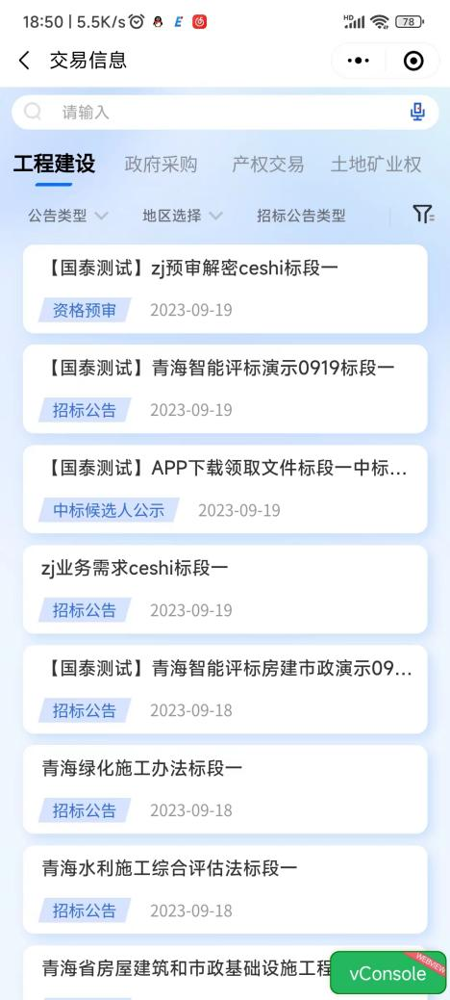 18:50 | 5.5K/s HD 78
交易信息
请输入
工程建设 政府采购 产权交易 土地矿业权
公告类型 地区选择 招标公告类型
【国泰测试】zj预审解密ceshi标段一
资格预审 2023-09-19
【国泰测试】青海智能评标演示0919标段一
招标公告 2023-09-19
【国泰测试】APP下载领取文件标段一中标...
中标候选人公示 2023-09-19
zj业务需求ceshi标段一
招标公告 2023-09-19
【国泰测试】青海智能评标房建市政演示09...
招标公告 2023-09-18
青海绿化施工办法标段一
招标公告 2023-09-18
青海水利施工综合评估法标段一
招标公告 2023-09-18
青海省房屋建筑和市政基础设施工程
vConsole
WEBVIEW